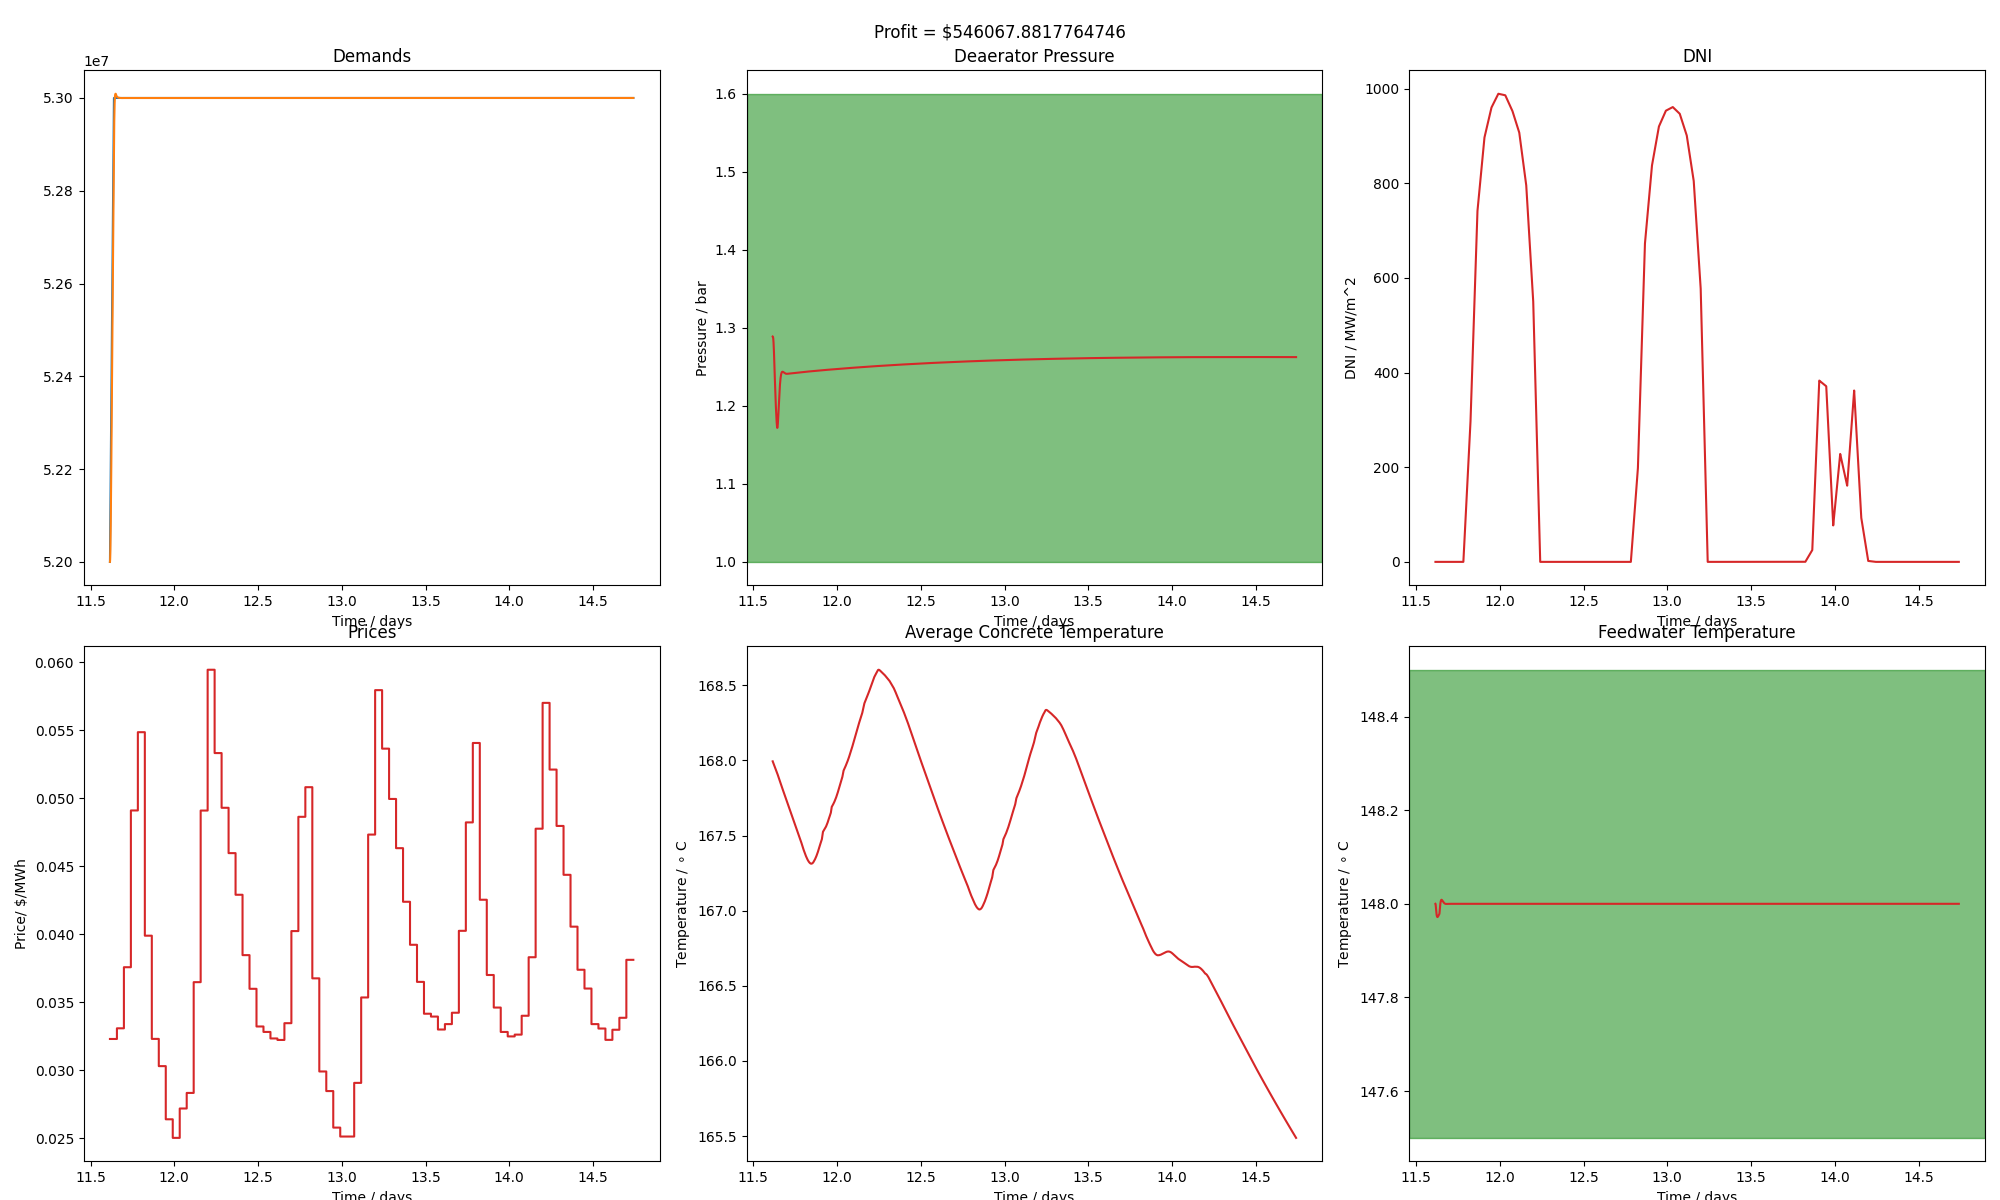 Profit = $546067.8817764746
Demands
1e7
5.30
5.28
5.26
5.24
5.22
5.20
11.5 12.0 12.5 13.0 13.5 14.0 14.5
Time / days
Deaerator Pressure
Pressure / bar
1.6
1.5
1.4
1.3
1.2
1.1
1.0
11.5 12.0 12.5 13.0 13.5 14.0 14.5
Time / days
DNI
DNI / MW/m^2
1000
800
600
400
200
0
11.5 12.0 12.5 13.0 13.5 14.0 14.5
Time / days
Prices
Price/ $/MWh
0.060
0.055
0.050
0.045
0.040
0.035
0.030
0.025
11.5 12.0 12.5 13.0 13.5 14.0 14.5
Time / days
Average Concrete Temperature
Temperature / ∘ C
168.5
168.0
167.5
167.0
166.5
166.0
165.5
11.5 12.0 12.5 13.0 13.5 14.0 14.5
Time / days
Feedwater Temperature
Temperature / ∘ C
148.4
148.2
148.0
147.8
147.6
11.5 12.0 12.5 13.0 13.5 14.0 14.5
Time / days